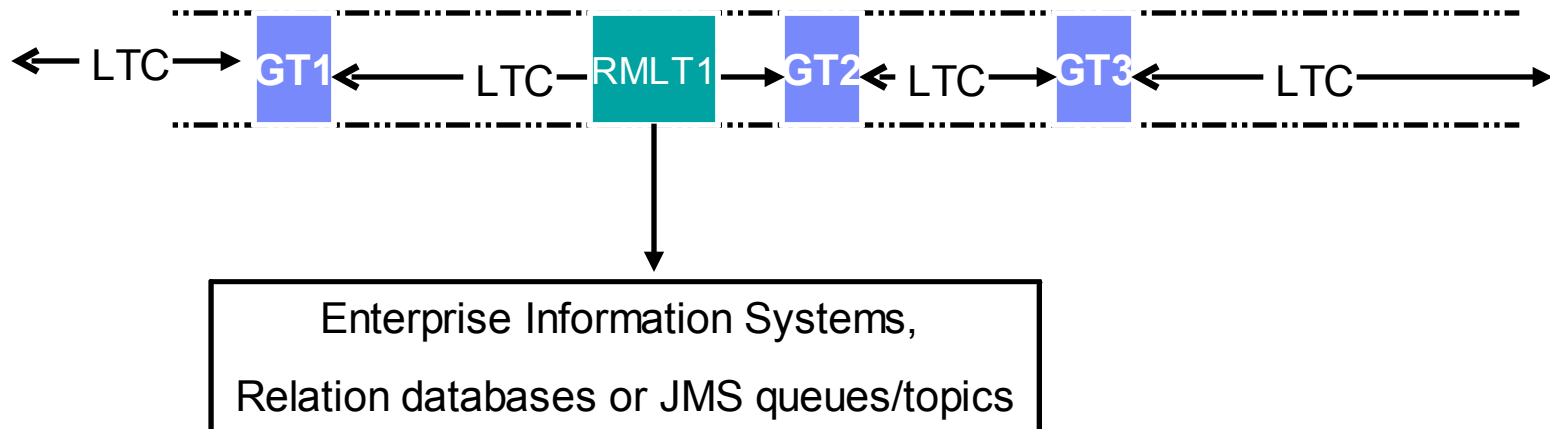 LTC
GT1
LTC
RMLT1
GT2
LTC
GT3
LTC
Enterprise Information Systems,
Relation databases or JMS queues/topics